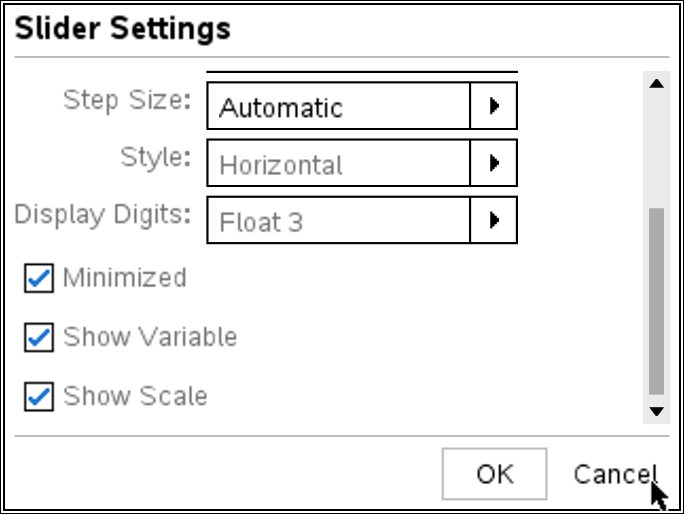 Slider Settings
Step Size: Automatic
Style: Horizontal
Display Digits: Float 3
Minimized
Show Variable
Show Scale
OK Cancel